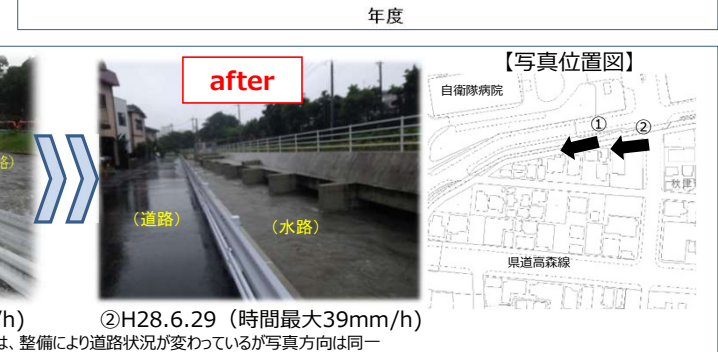 年度
after
【写真位置図】
自衛隊病院
①
②
路）
（道路）
（水路）
秋津
県道高森線
/h)
②H28.6.29（時間最大39mm/h)
は、整備により道路状況が変わっているが写真方向は同一